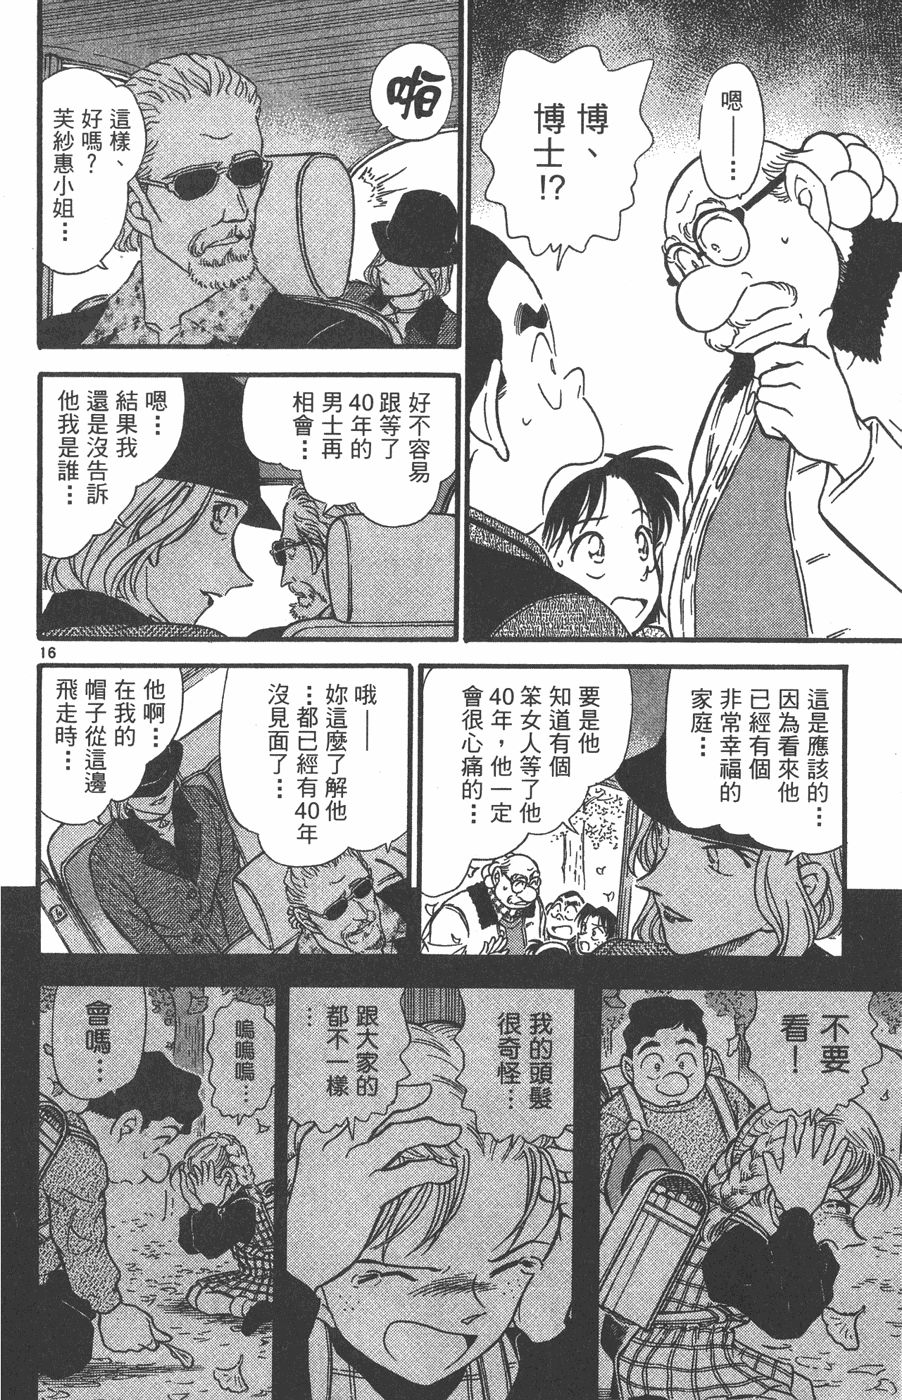 嗯──…
博、
博士!?
啪
這樣、
好嗎？
芙紗惠小姐…
好不容易
跟等了
40年的
男士再
相會…
嗯…
結果我
還是沒告訴
他我是誰…
16
這是應該的…
因為看來他
已經有個
非常幸福的
家庭…
要是他
知道有個
笨女人等了他
40年，他一定
會很心痛的…
哦──
妳這麼了解他
…都已經有40年
沒見面了…
他啊…
在我的
帽子從這邊
飛走時…
不要
看！
我的頭髮
很奇怪…
跟大家的
都不一樣
…
嗚嗚嗚…
會嗎…